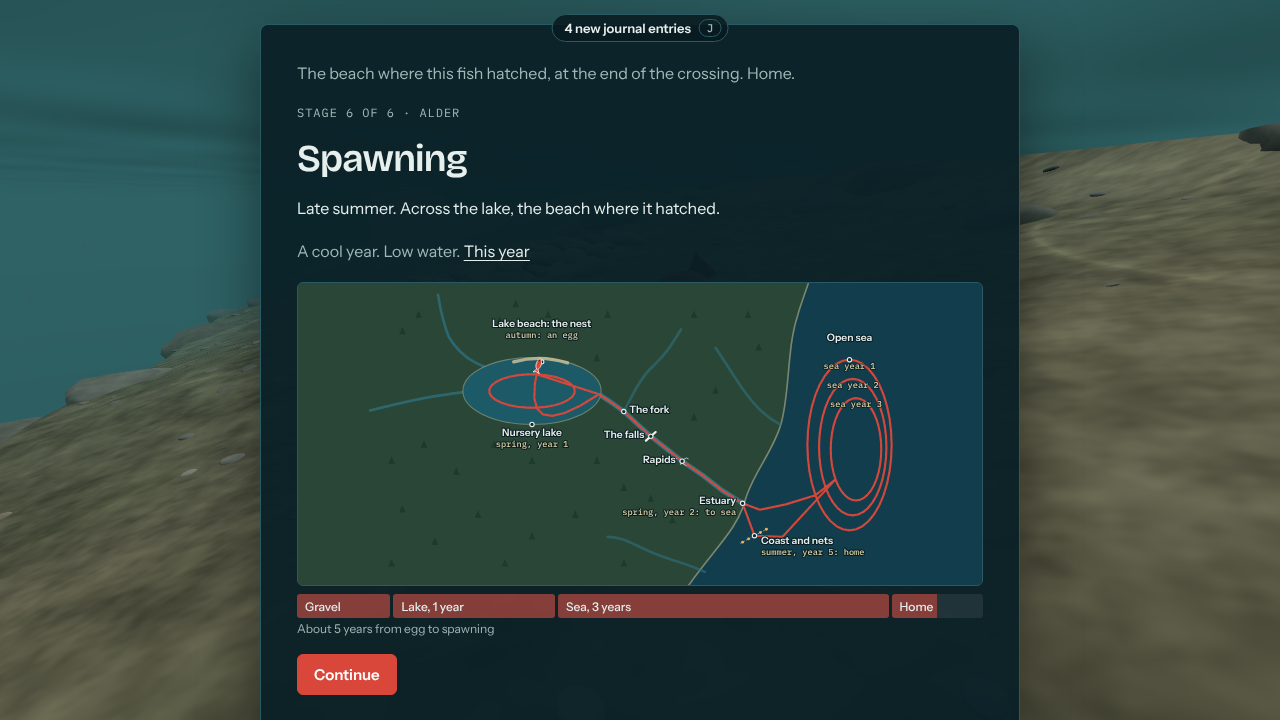 4 new journal entries J
The beach where this fish hatched, at the end of the crossing. Home.
STAGE 6 OF 6 · ALDER
Spawning
Late summer. Across the lake, the beach where it hatched.
A cool year. Low water. This year
Lake beach: the nest
autumn: an egg
Open sea
sea year 1
sea year 2
sea year 3
The fork
Nursery lake
spring, year 1
The falls
Rapids
Estuary
spring, year 2: to sea
Coast and nets
summer, year 5: home
Gravel
Lake, 1 year
Sea, 3 years
Home
About 5 years from egg to spawning
Continue